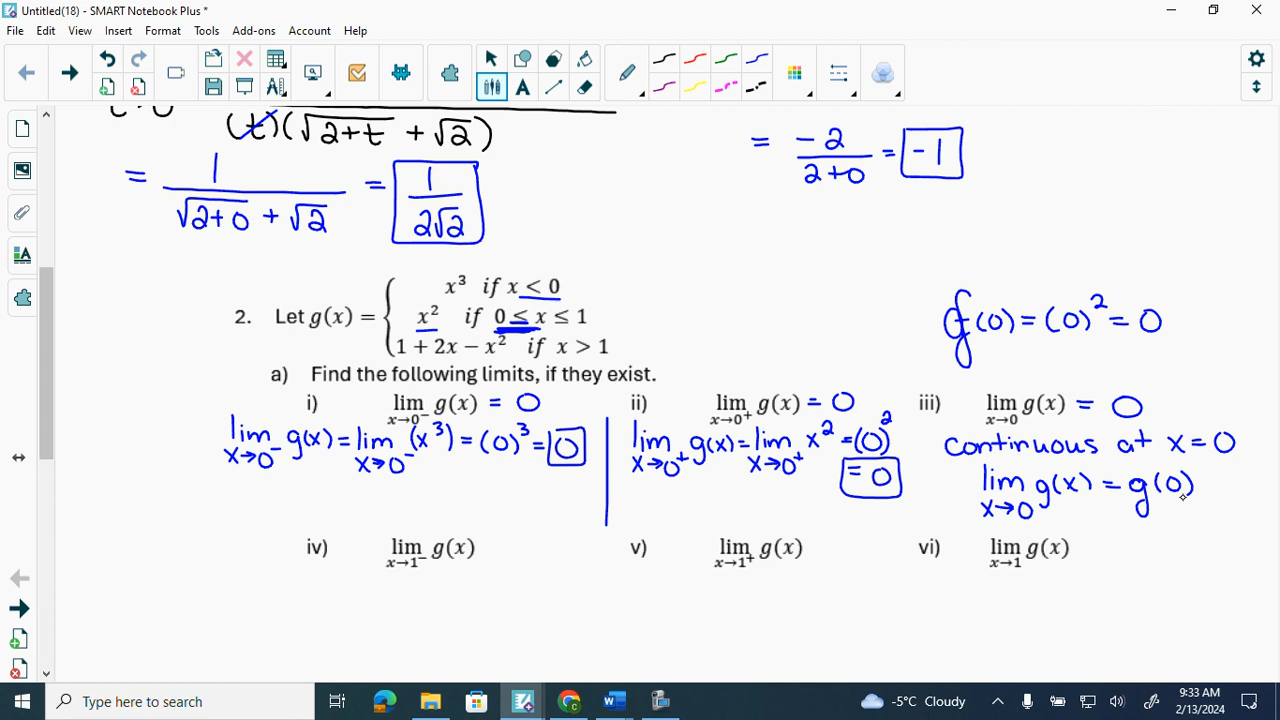 Untitled(18) - SMART Notebook Plus *
File Edit View Insert Format Tools Add-ons Account Help
(t)(√2+t + √2)
= 1/(√2+0 + √2) = 1/(2√2)
= -2/(2+0) = -1
2. Let g(x) = { x³ if x < 0
x² if 0 ≤ x ≤ 1
1 + 2x − x² if x > 1
g(0) = (0)² = 0
a) Find the following limits, if they exist.
i) lim x→0⁻ g(x) = 0
lim x→0⁻ g(x) = lim x→0⁻ (x³) = (0)³ = 0
ii) lim x→0⁺ g(x) = 0
lim x→0⁺ g(x) = lim x→0⁺ x² = (0)²
= 0
iii) lim x→0 g(x) = 0
continuous at x = 0
lim x→0 g(x) = g(0)
iv) lim x→1⁻ g(x)
v) lim x→1⁺ g(x)
vi) lim x→1 g(x)
Type here to search
-5°C Cloudy
9:33 AM
2/13/2024